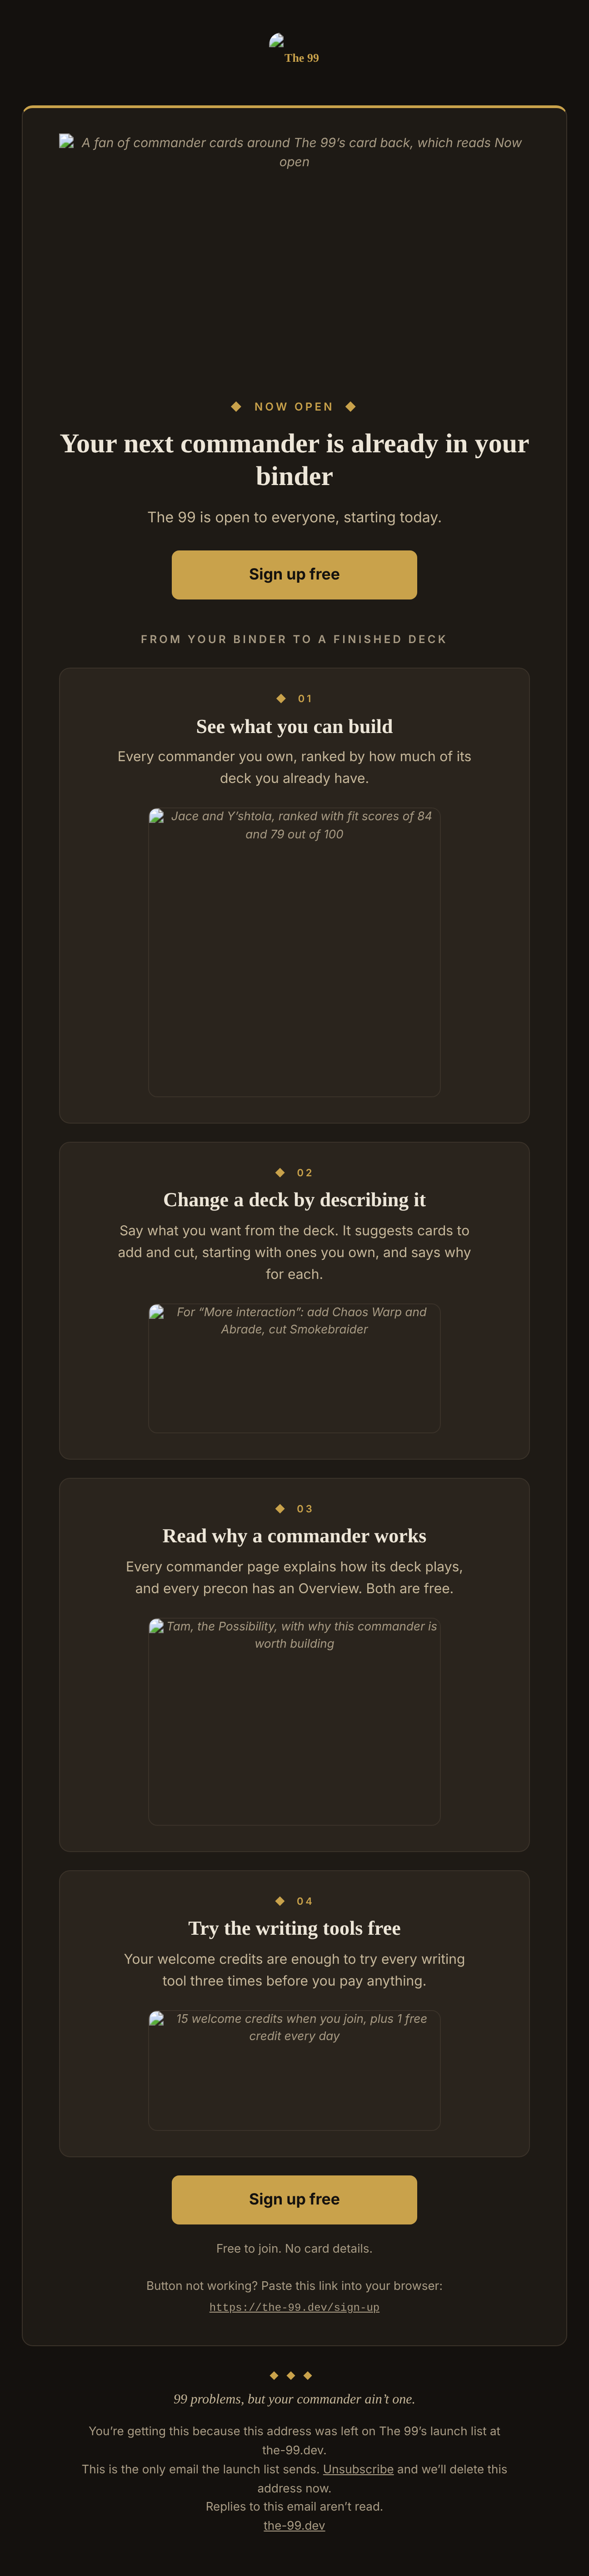 The 99
A fan of commander cards around The 99’s card back, which reads Now
open
NOW OPEN
Your next commander is already in your
binder
The 99 is open to everyone, starting today.
Sign up free
FROM YOUR BINDER TO A FINISHED DECK
01
See what you can build
Every commander you own, ranked by how much of its
deck you already have.
Jace and Y’shtola, ranked with fit scores of 84
and 79 out of 100
02
Change a deck by describing it
Say what you want from the deck. It suggests cards to
add and cut, starting with ones you own, and says why
for each.
For “More interaction”: add Chaos Warp and
Abrade, cut Smokebraider
03
Read why a commander works
Every commander page explains how its deck plays,
and every precon has an Overview. Both are free.
Tam, the Possibility, with why this commander is
worth building
04
Try the writing tools free
Your welcome credits are enough to try every writing
tool three times before you pay anything.
15 welcome credits when you join, plus 1 free
credit every day
Sign up free
Free to join. No card details.
Button not working? Paste this link into your browser:
https://the-99.dev/sign-up
99 problems, but your commander ain’t one.
You’re getting this because this address was left on The 99’s launch list at
the-99.dev.
This is the only email the launch list sends. Unsubscribe and we’ll delete this
address now.
Replies to this email aren’t read.
the-99.dev